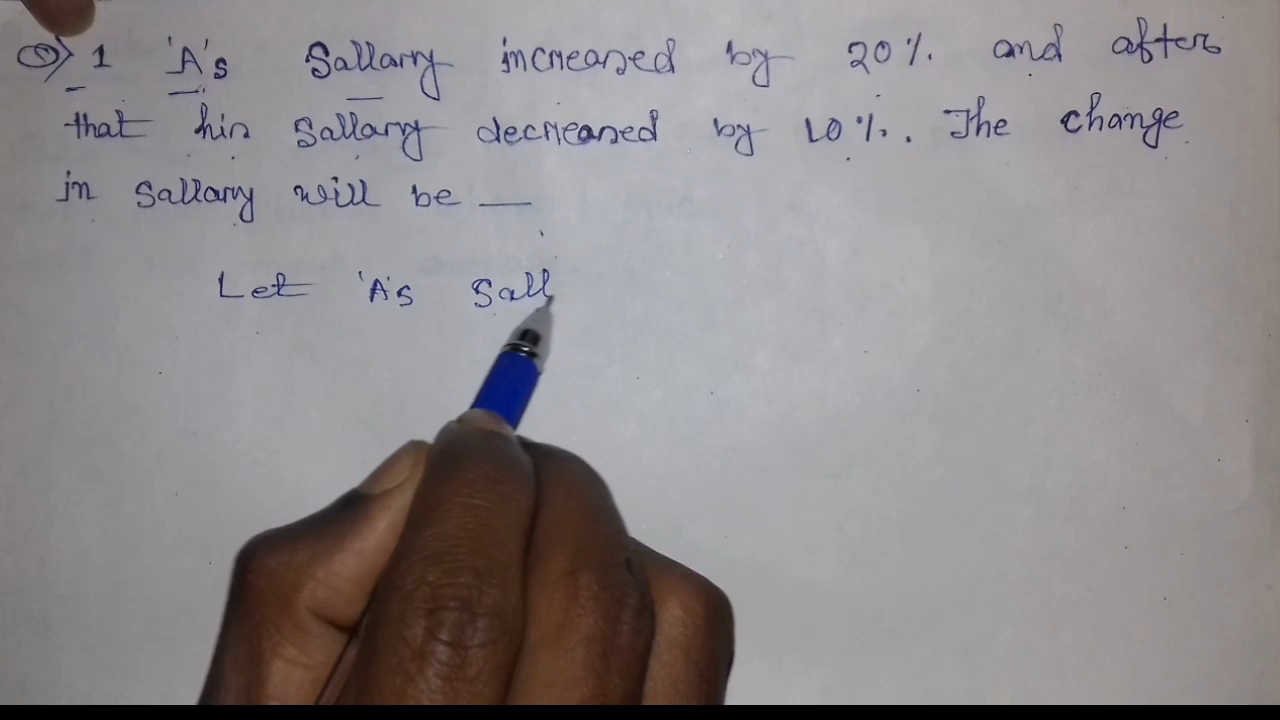 Q) 1 'A's Sallary increased by 20%. and after
that his Sallary decreased by 10%. The change
in Sallary will be —
Let 'A's Sall